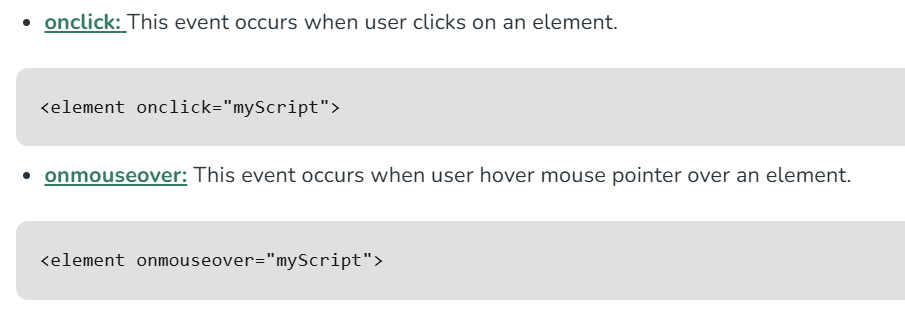 onclick: This event occurs when user clicks on an element.
<element onclick="myScript">
onmouseover: This event occurs when user hover mouse pointer over an element.
<element onmouseover="myScript">